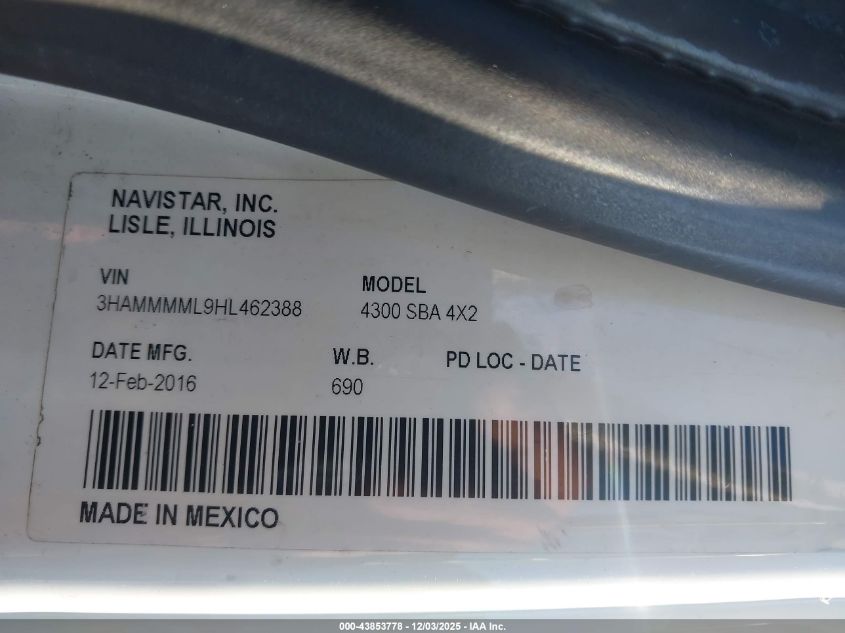 NAVISTAR, INC.
LISLE, ILLINOIS
VIN MODEL
3HAMMMML9HL462388 4300 SBA 4X2
DATE MFG. W.B. PD LOC - DATE
12-Feb-2016 690
MADE IN MEXICO
000-43853778 - 12/03/2025 - IAA Inc.